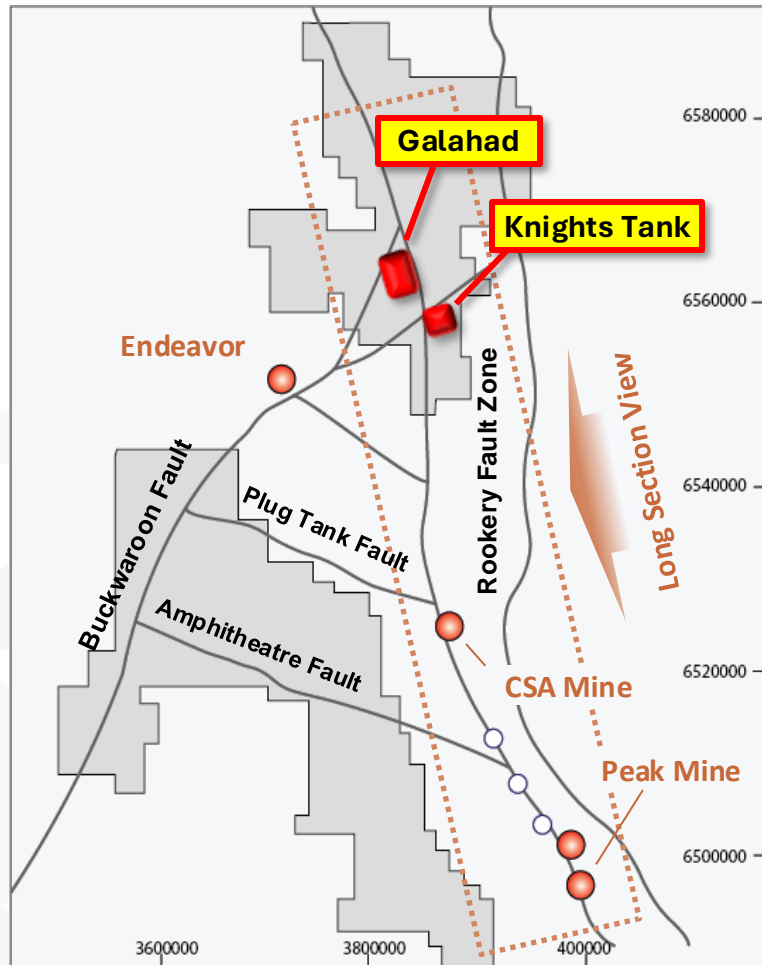 6580000
Galahad
Knights Tank
6560000
Endeavor
Rookery Fault Zone
Long Section View
Buckwaroon Fault
6540000
Plug Tank Fault
Amphitheatre Fault
6520000
CSA Mine
Peak Mine
6500000
3600000
3800000
400000